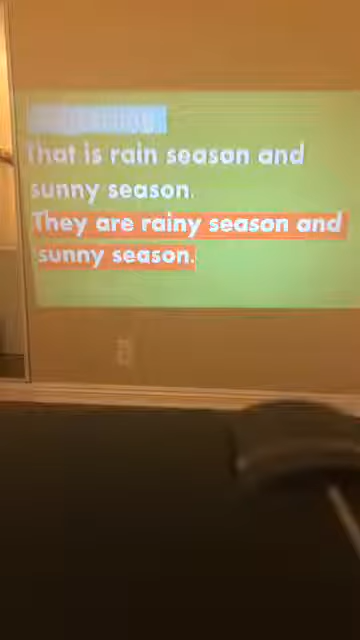 That is rain season and
sunny season.
They are rainy season and
sunny season.